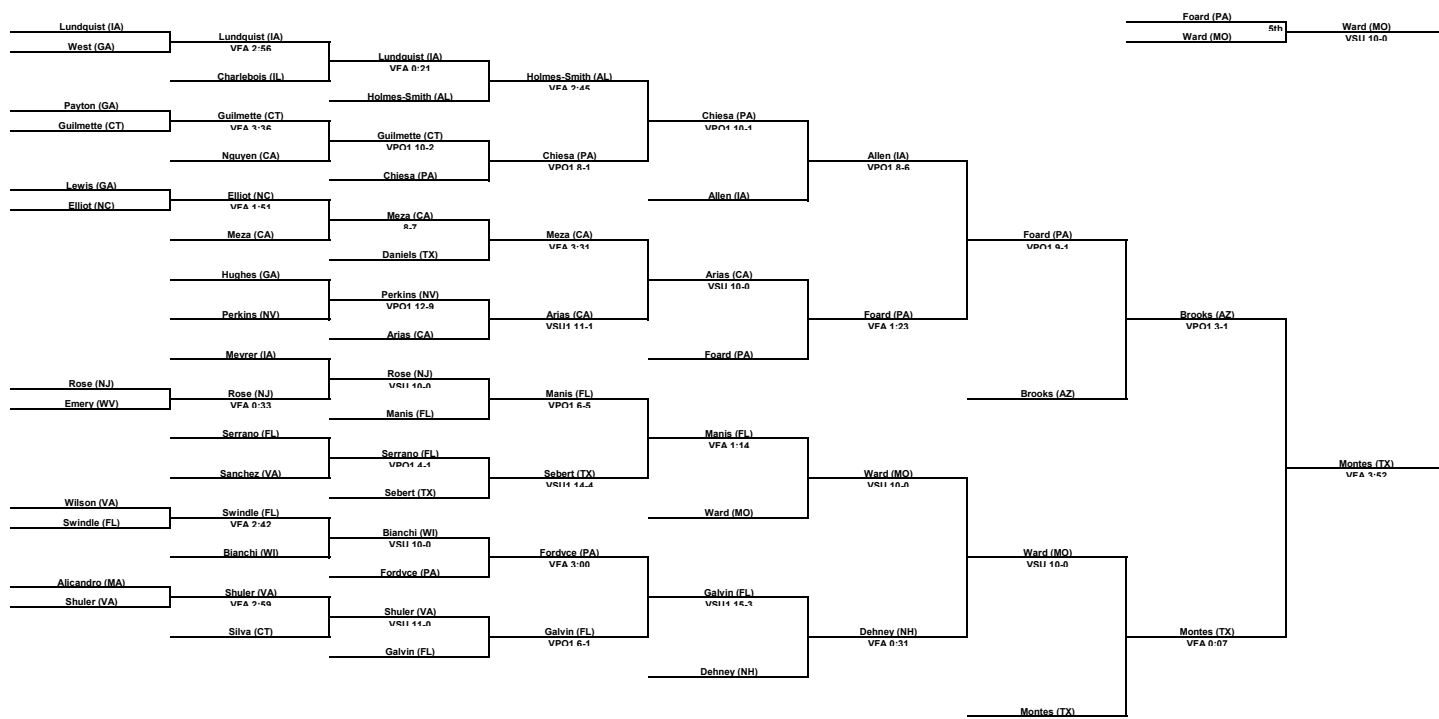 Lundquist (IA)
West (GA)
Payton (GA)
Guilmette (CT)
Lewis (GA)
Elliot (NC)
Rose (NJ)
Emery (WV)
Wilson (VA)
Swindle (FL)
Alicandro (MA)
Shuler (VA)
Lundquist (IA)
VFA 2:56
Charlebois (IL)
Guilmette (CT)
VFA 3:36
Nguyen (CA)
Elliot (NC)
VFA 1:51
Meza (CA)
Hughes (GA)
Perkins (NV)
Meyrer (IA)
Rose (NJ)
VFA 0:33
Serrano (FL)
Sanchez (VA)
Swindle (FL)
VFA 2:42
Bianchi (WI)
Shuler (VA)
VFA 2:59
Silva (CT)
Lundquist (IA)
VFA 0:21
Holmes-Smith (AL)
Guilmette (CT)
VPO1 10-2
Chiesa (PA)
Meza (CA)
8-7
Daniels (TX)
Perkins (NV)
VPO1 12-9
Arias (CA)
Rose (NJ)
VSU 10-0
Manis (FL)
Serrano (FL)
VPO1 4-1
Sebert (TX)
Bianchi (WI)
VSU 10-0
Fordyce (PA)
Shuler (VA)
VSU 11-0
Galvin (FL)
Holmes-Smith (AL)
VFA 2:45
Chiesa (PA)
VPO1 8-1
Meza (CA)
VFA 3:31
Arias (CA)
VSU1 11-1
Manis (FL)
VPO1 6-5
Sebert (TX)
VSU1 14-4
Fordyce (PA)
VFA 3:00
Galvin (FL)
VPO1 6-1
Chiesa (PA)
VPO1 10-1
Allen (IA)
Arias (CA)
VSU 10-0
Foard (PA)
Manis (FL)
VFA 1:14
Ward (MO)
Galvin (FL)
VSU1 15-3
Dehney (NH)
Allen (IA)
VPO1 8-6
Foard (PA)
VFA 1:23
Ward (MO)
VSU 10-0
Dehney (NH)
VFA 0:31
Foard (PA)
VPO1 9-1
Brooks (AZ)
Ward (MO)
VSU 10-0
Montes (TX)
Foard (PA)
5th
Ward (MO)
Brooks (AZ)
VPO1 3-1
Montes (TX)
VFA 0:07
Ward (MO)
VSU 10-0
Montes (TX)
VFA 3:52